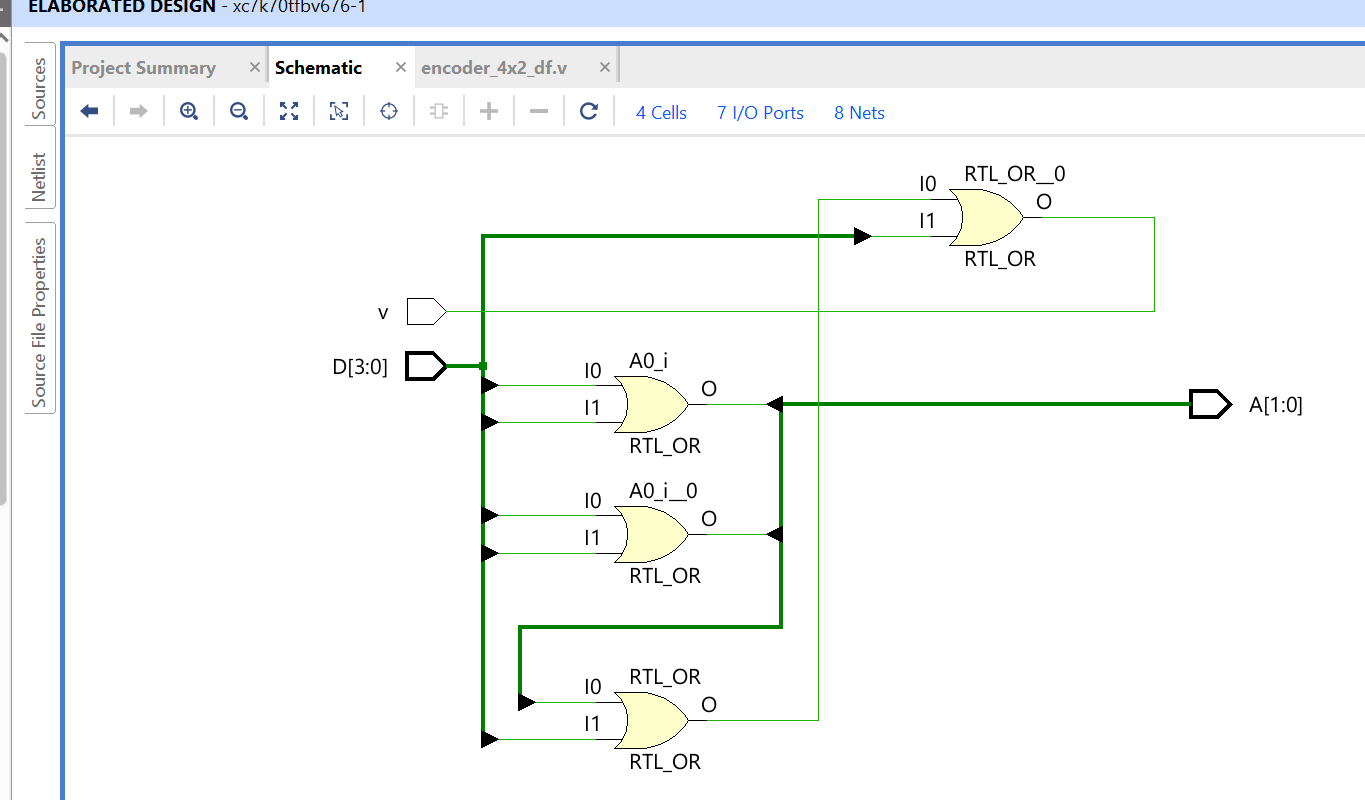 ELABORATED DESIGN - xc7k70tfbv676-1
Sources
Netlist
Source File Properties
Project Summary × Schematic × encoder_4x2_df.v ×
4 Cells 7 I/O Ports 8 Nets
RTL_OR__0
I0
O
I1
RTL_OR
v
A0_i
D[3:0]
I0
O
I1
A[1:0]
RTL_OR
A0_i__0
I0
O
I1
RTL_OR
RTL_OR
I0
O
I1
RTL_OR